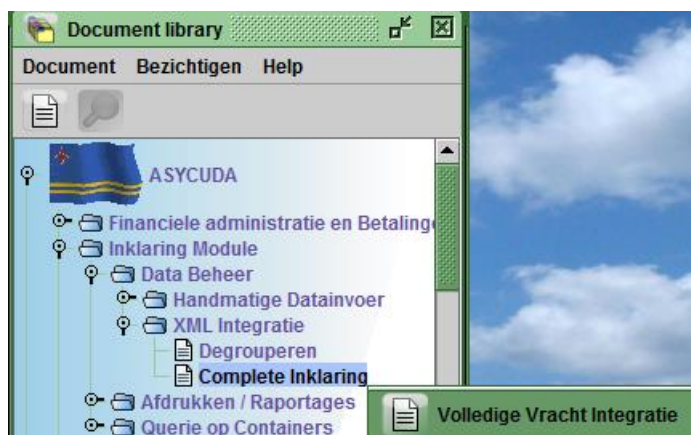 Document library
Document Bezichtigen Help
ASYCUDA
Financiele administratie en Betalinge
Inklaring Module
Data Beheer
Handmatige Datainvoer
XML Integratie
Degrouperen
Complete Inklaring
Afdrukken / Raportages
Querie op Containers
Volledige Vracht Integratie